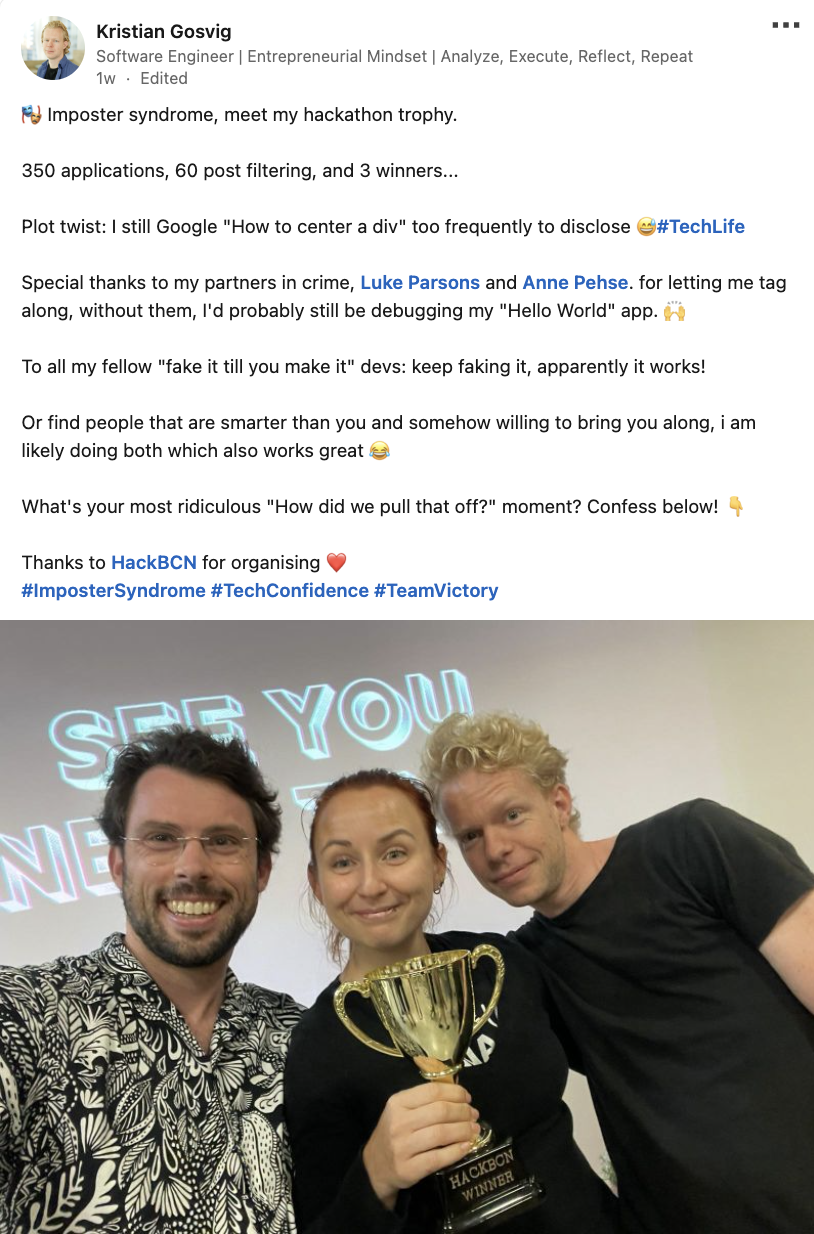 Kristian Gosvig
Software Engineer | Entrepreneurial Mindset | Analyze, Execute, Reflect, Repeat
1w · Edited
🎭 Imposter syndrome, meet my hackathon trophy.
350 applications, 60 post filtering, and 3 winners...
Plot twist: I still Google "How to center a div" too frequently to disclose 😅#TechLife
Special thanks to my partners in crime, Luke Parsons and Anne Pehse. for letting me tag
along, without them, I'd probably still be debugging my "Hello World" app. 🙌
To all my fellow "fake it till you make it" devs: keep faking it, apparently it works!
Or find people that are smarter than you and somehow willing to bring you along, i am
likely doing both which also works great 😂
What's your most ridiculous "How did we pull that off?" moment? Confess below! 👇
Thanks to HackBCN for organising ❤️
#ImposterSyndrome #TechConfidence #TeamVictory
SEE YOU
NE
NA
HACKBCN
WINNER